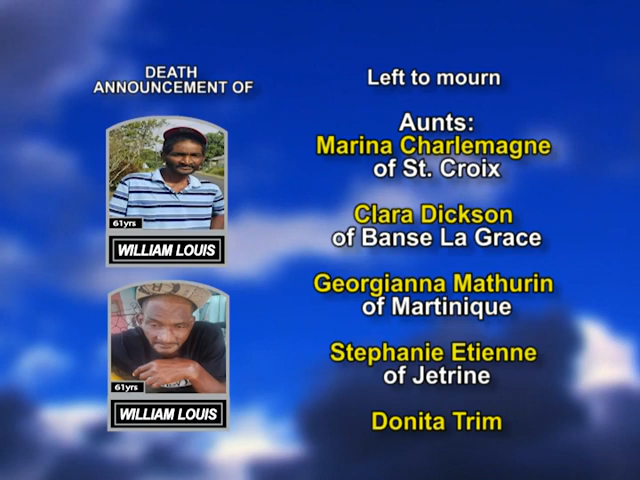 DEATH
ANNOUNCEMENT OF
61yrs
WILLIAM LOUIS
61yrs
WILLIAM LOUIS
Left to mourn
Aunts:
Marina Charlemagne
of St. Croix
Clara Dickson
of Banse La Grace
Georgianna Mathurin
of Martinique
Stephanie Etienne
of Jetrine
Donita Trim